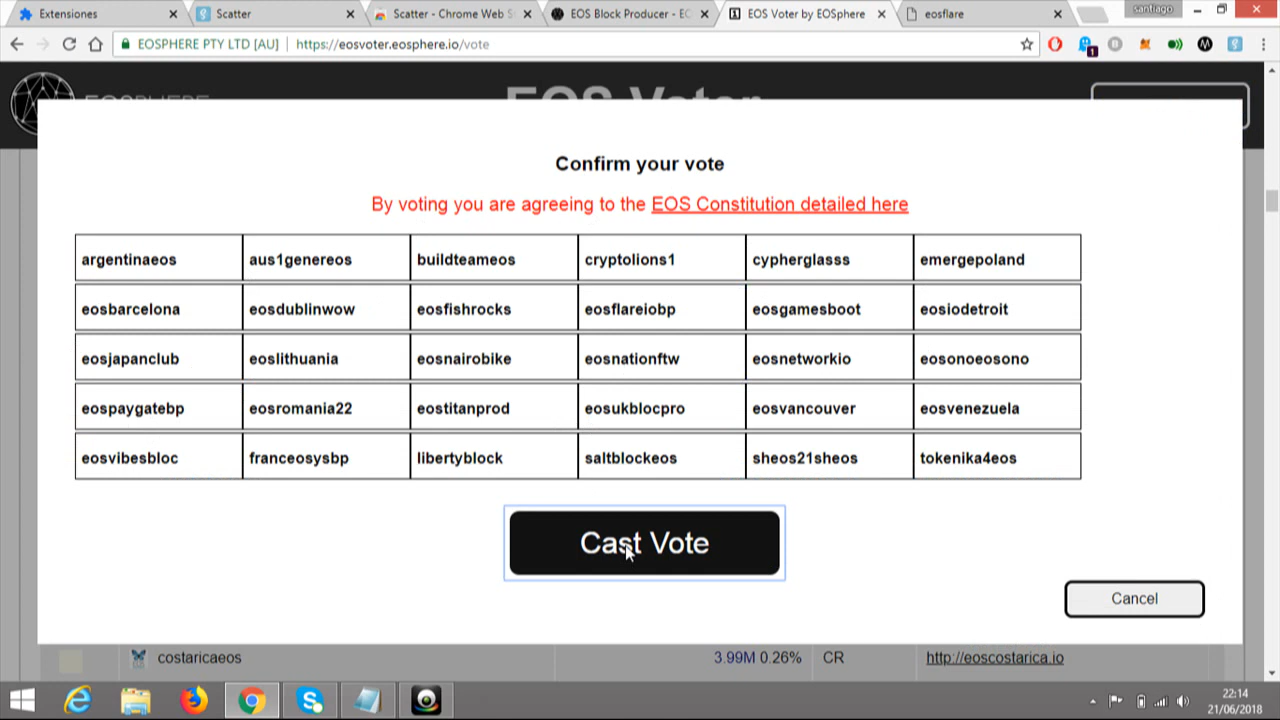 santiago
Extensiones
Scatter
Scatter - Chrome Web S
EOS Block Producer - EO
EOS Voter by EOSphere
eosflare
EOSPHERE PTY LTD [AU]
https://eosvoter.eosphere.io/vote
1
EOS Voter
Confirm your vote
By voting you are agreeing to the EOS Constitution detailed here
argentinaeos aus1genereos buildteameos cryptolions1 cypherglasss emergepoland
eosbarcelona eosdublinwow eosfishrocks eosflareiobp eosgamesboot eosiodetroit
eosjapanclub eoslithuania eosnairobike eosnationftw eosnetworkio eosonoeosono
eospaygatebp eosromania22 eostitanprod eosukblocpro eosvancouver eosvenezuela
eosvibesbloc franceosysbp libertyblock saltblockeos sheos21sheos tokenika4eos
Cast Vote
Cancel
costaricaeos 3.99M 0.26% CR http://eoscostarica.io
22:14
21/06/2018